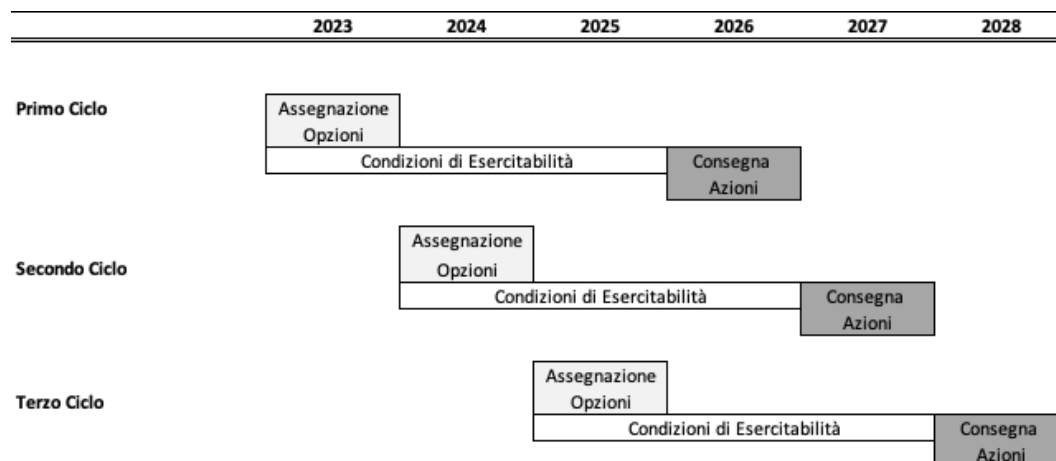 2023 2024 2025 2026 2027 2028
Primo Ciclo
Assegnazione
Opzioni
Condizioni di Esercitabilità
Consegna
Azioni
Secondo Ciclo
Assegnazione
Opzioni
Condizioni di Esercitabilità
Consegna
Azioni
Terzo Ciclo
Assegnazione
Opzioni
Condizioni di Esercitabilità
Consegna
Azioni